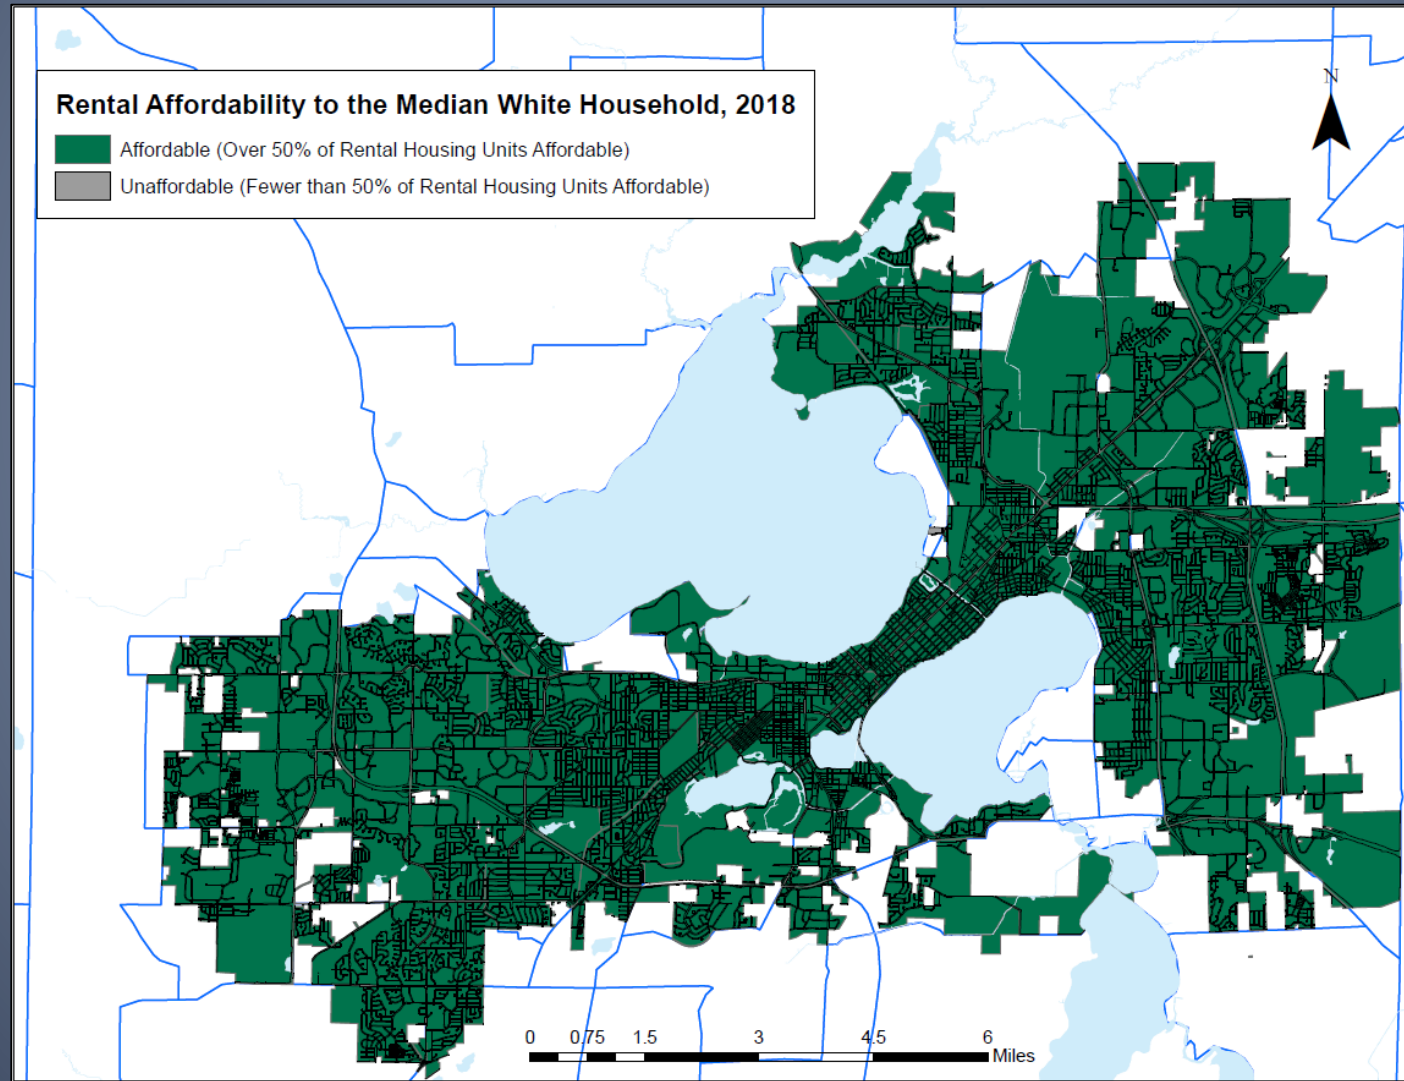 Rental Affordability to the Median White Household, 2018
Affordable (Over 50% of Rental Housing Units Affordable)
Unaffordable (Fewer than 50% of Rental Housing Units Affordable)
N
0 0.75 1.5 3 4.5 6
Miles